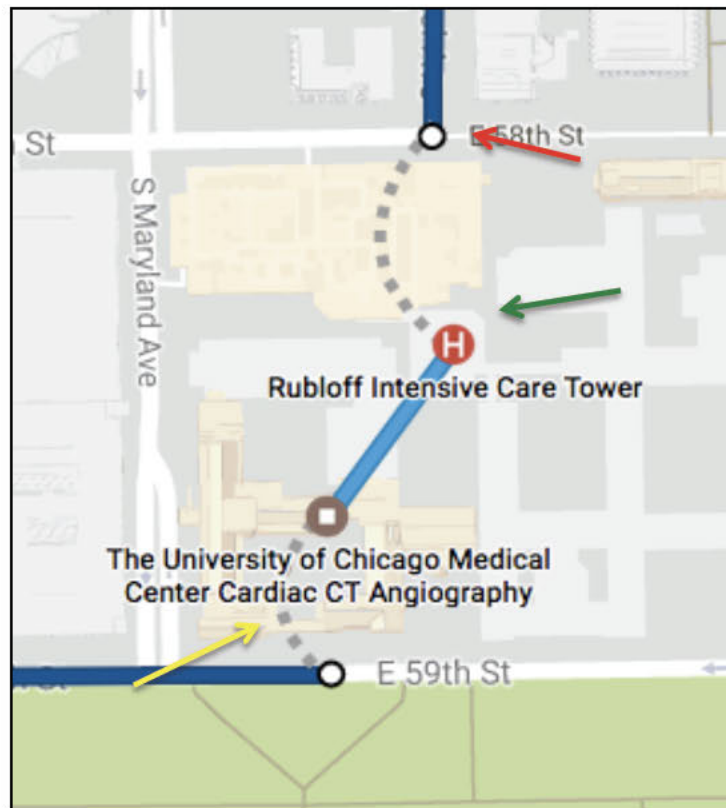 E 58th St
St
S Maryland Ave
H
Rubloff Intensive Care Tower
The University of Chicago Medical
Center Cardiac CT Angiography
E 59th St